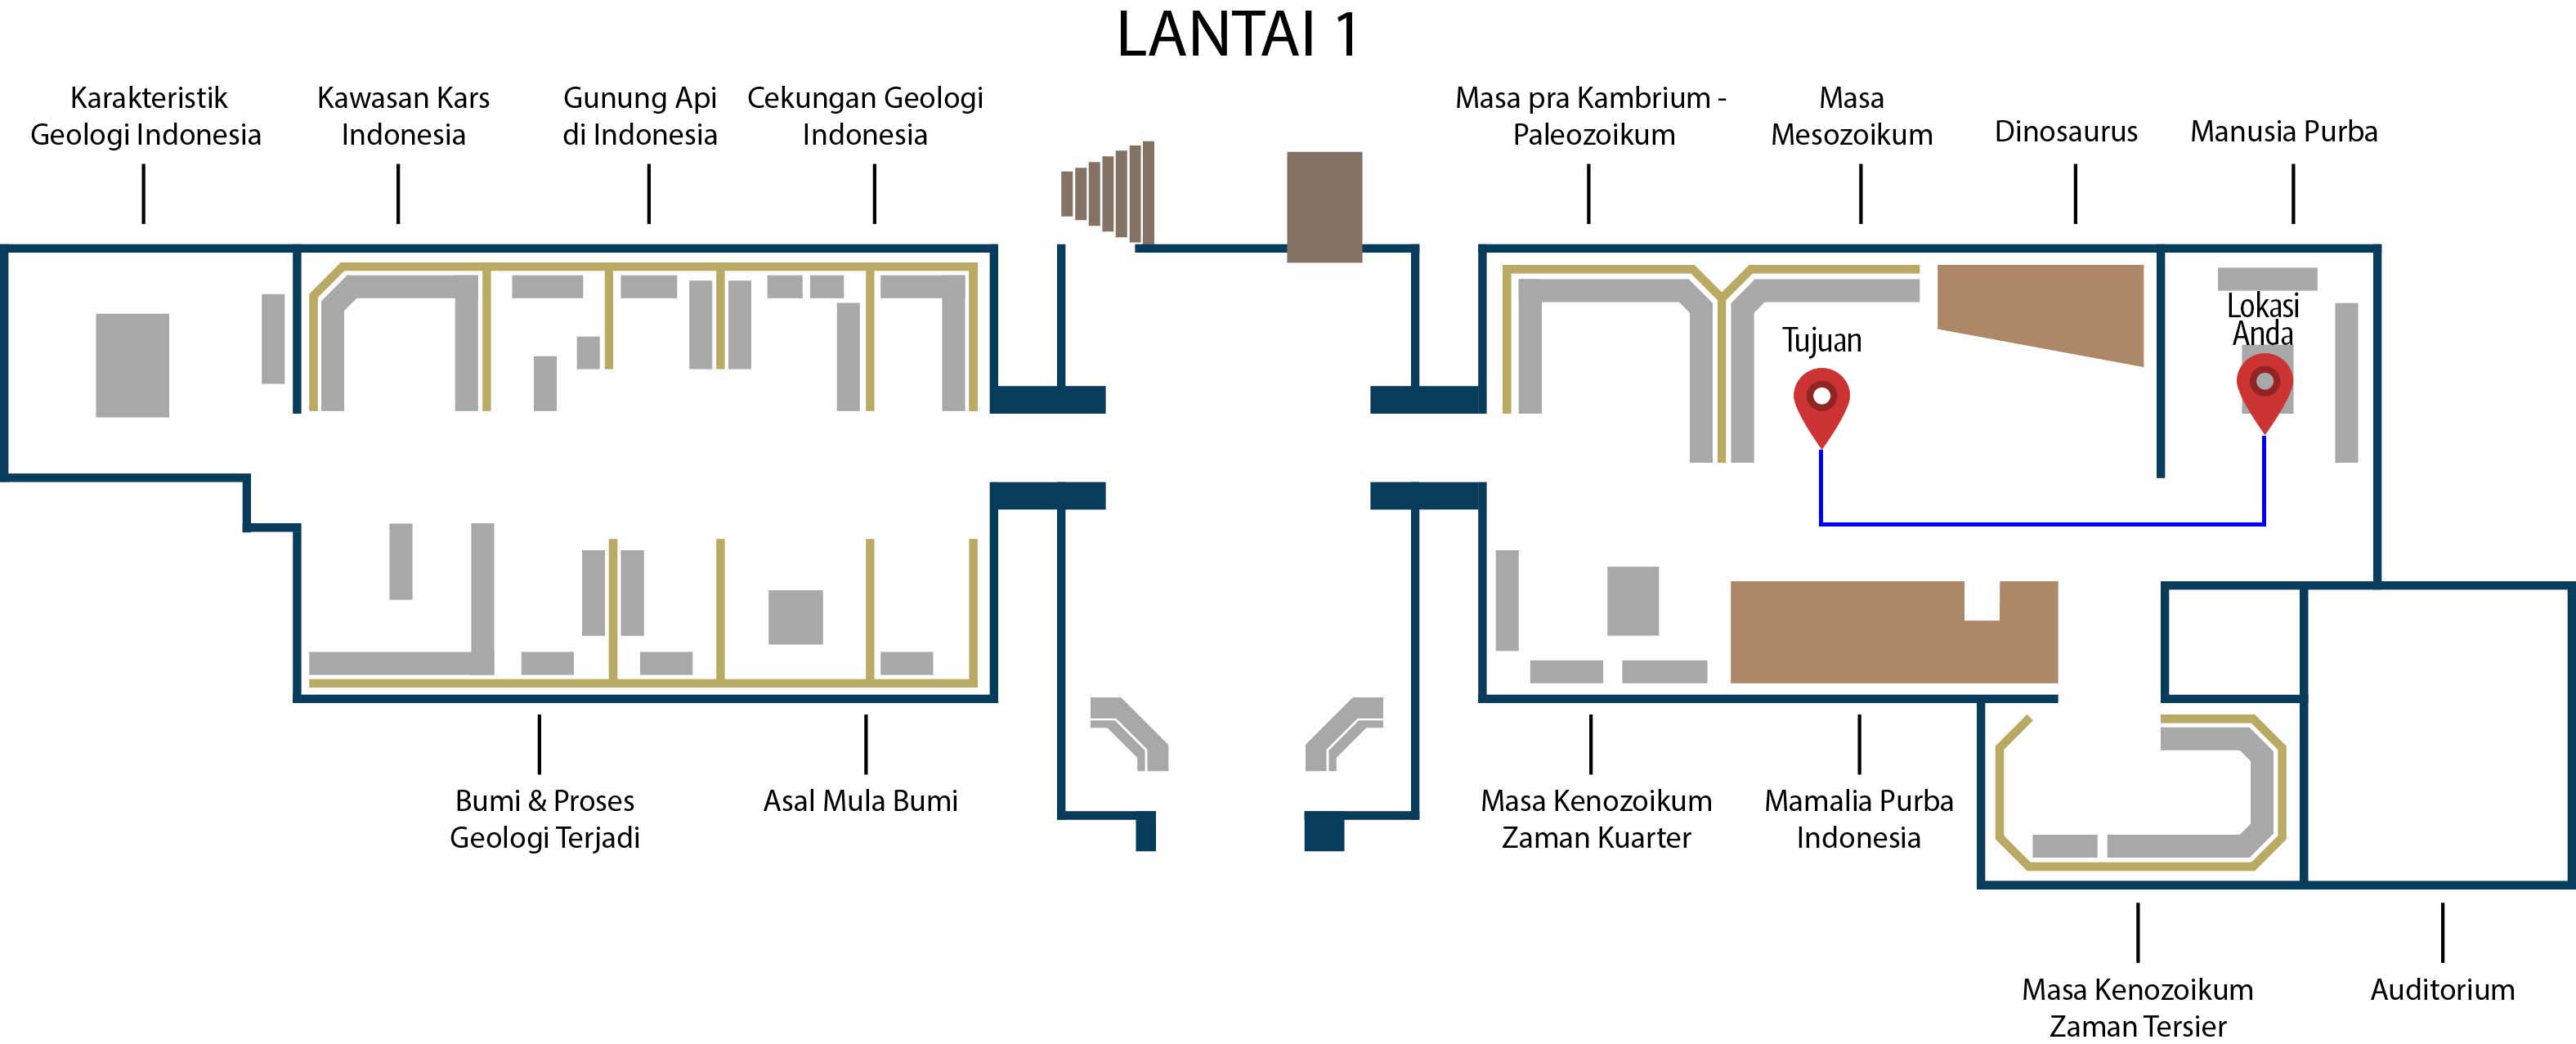 LANTAI 1
Karakteristik
Geologi Indonesia
Kawasan Kars
Indonesia
Gunung Api
di Indonesia
Cekungan Geologi
Indonesia
Masa pra Kambrium -
Paleozoikum
Masa
Mesozoikum
Dinosaurus
Manusia Purba
Lokasi
Anda
Tujuan
Bumi & Proses
Geologi Terjadi
Asal Mula Bumi
Masa Kenozoikum
Zaman Kuarter
Mamalia Purba
Indonesia
Masa Kenozoikum
Zaman Tersier
Auditorium